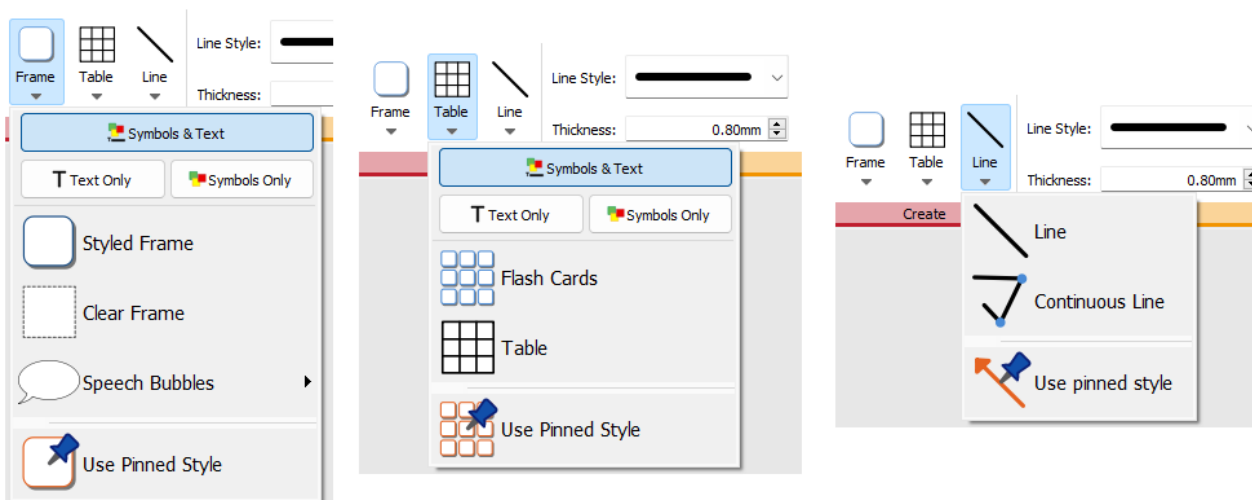 Frame Table Line
Line Style:
Thickness:
Symbols & Text
Text Only Symbols Only
Styled Frame
Clear Frame
Speech Bubbles
Use Pinned Style
Frame Table Line
Line Style:
Thickness: 0.80mm
Symbols & Text
Text Only Symbols Only
Flash Cards
Table
Use Pinned Style
Frame Table Line
Line Style:
Thickness: 0.80mm
Create
Line
Continuous Line
Use pinned style